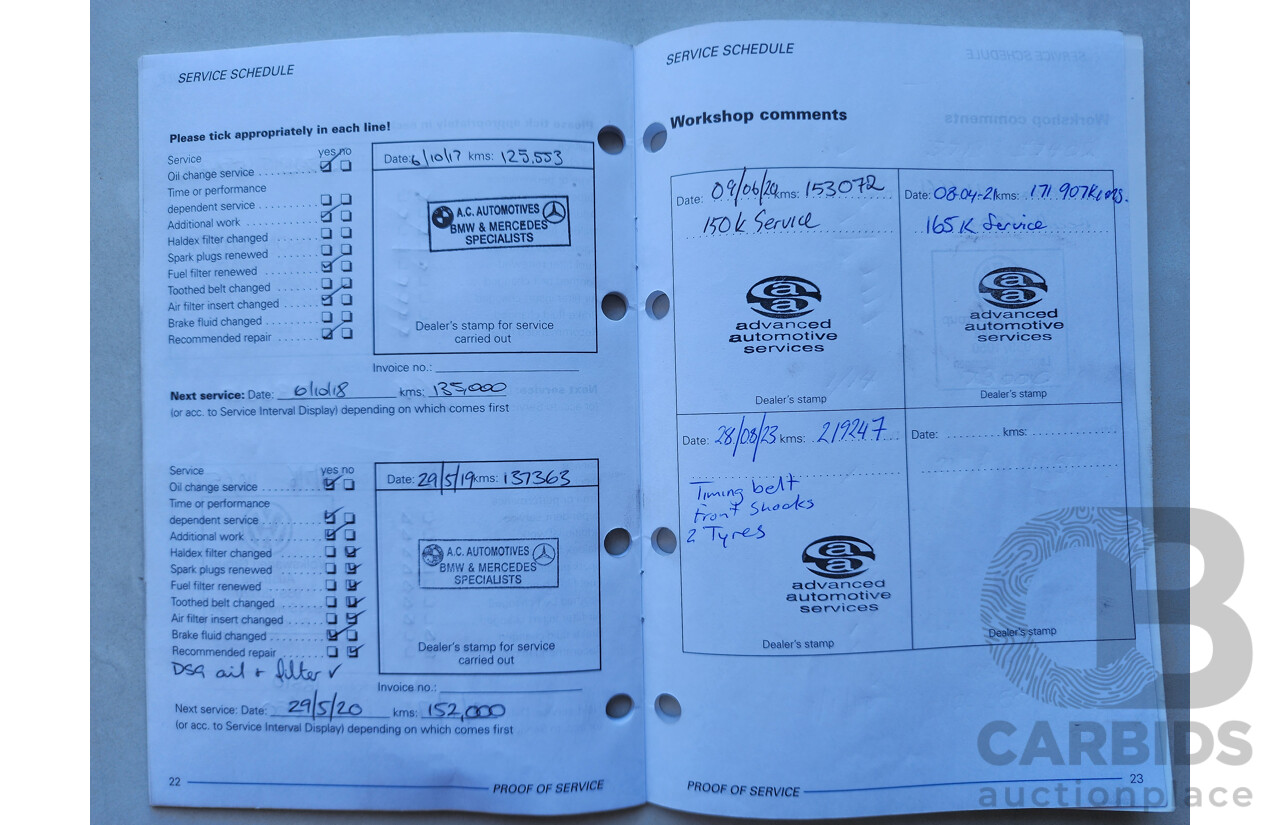 SERVICE SCHEDULE
Please tick appropriately in each line!
Service yes no
Oil change service
Time or performance
dependent service
Additional work
Haldex filter changed
Spark plugs renewed
Fuel filter renewed
Toothed belt changed
Air filter insert changed
Brake fluid changed
Recommended repair
Date: 6/10/17 kms: 125,553
A.C. AUTOMOTIVES
BMW & MERCEDES
SPECIALISTS
Dealer's stamp for service
carried out
Invoice no.:
Next service: Date: 6/10/18 kms: 135,000
(or acc. to Service Interval Display) depending on which comes first
Service yes no
Oil change service
Time or performance
dependent service
Additional work
Haldex filter changed
Spark plugs renewed
Fuel filter renewed
Toothed belt changed
Air filter insert changed
Brake fluid changed
Recommended repair
DSG oil + filter ✓
Date: 29/5/19 kms: 137363
A.C. AUTOMOTIVES
BMW & MERCEDES
SPECIALISTS
Dealer's stamp for service
carried out
Invoice no.:
Next service: Date: 29/5/20 kms: 152,000
(or acc. to Service Interval Display) depending on which comes first
22 PROOF OF SERVICE
SERVICE SCHEDULE
Workshop comments
Date: 09/06/20 kms: 153072
150k Service
aa
advanced
automotive
services
Dealer's stamp
Date: 08-04-21 kms: 171.907Kms.
165K Service
aa
advanced
automotive
services
Dealer's stamp
Date: 28/08/23 kms: 219247
Timing belt
Front Shocks
2 Tyres
aa
advanced
automotive
services
Dealer's stamp
Date: kms:
Dealer's stamp
PROOF OF SERVICE 23
CARBIDS
auctionplace